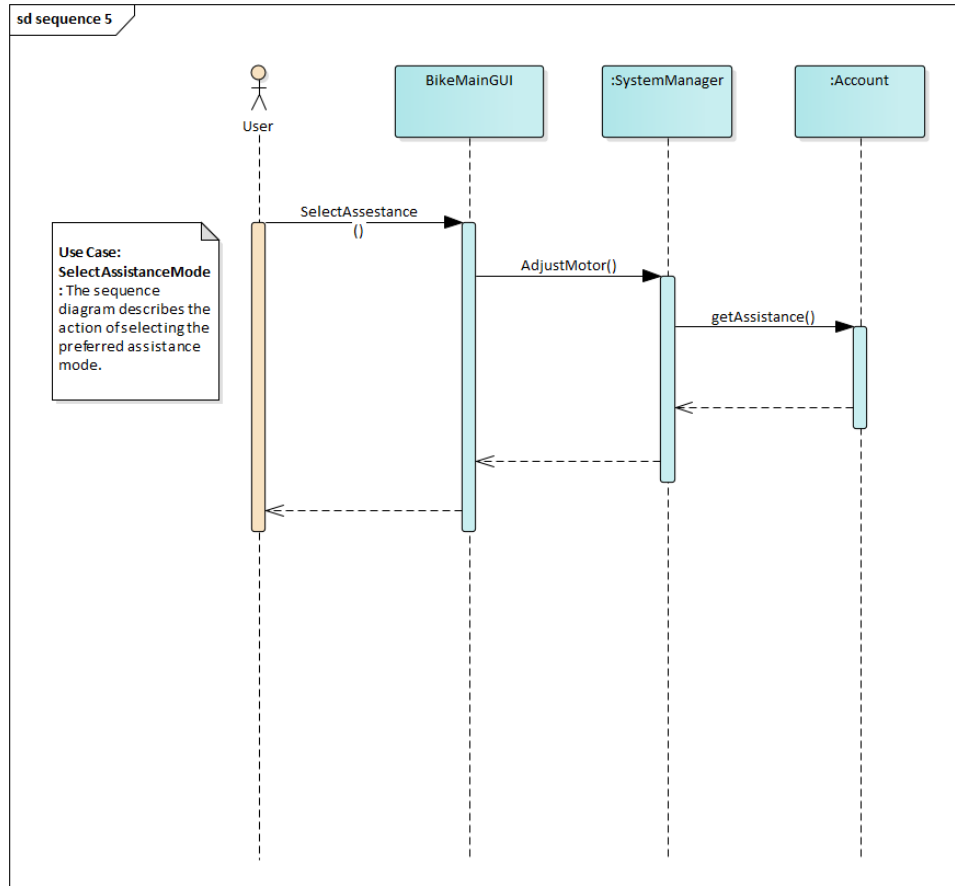 sd sequence 5
User
BikeMainGUI
:SystemManager
:Account
SelectAssestance
()
Use Case:
SelectAssistanceMode
: The sequence
diagram describes the
action of selecting the
preferred assistance
mode.
AdjustMotor()
getAssistance()